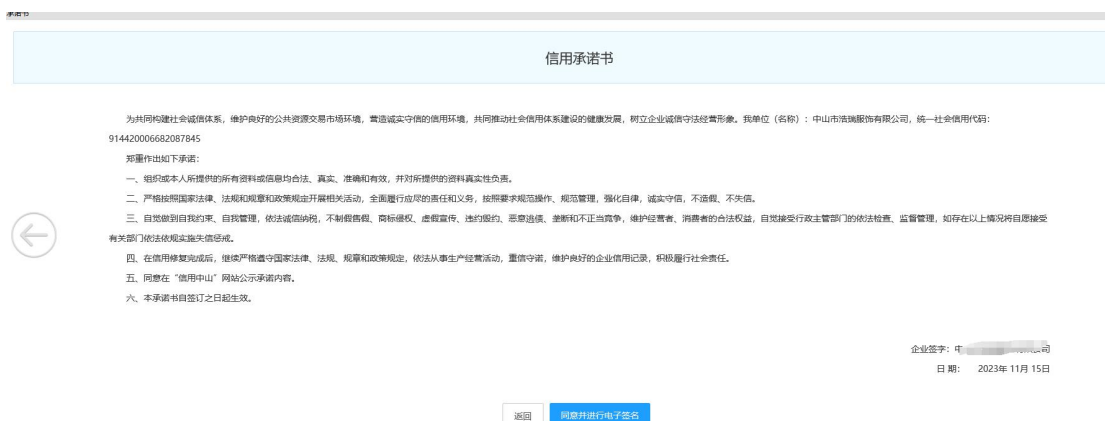 承诺书
信用承诺书
为共同构建社会诚信体系，维护良好的公共资源交易市场环境，营造诚实守信的信用环境，共同推动社会信用体系建设的健康发展，树立企业诚信守法经营形象。我单位（名称）：中山市浩瑞服饰有限公司，统一社会信用代码：
914420006682087845
郑重作出如下承诺：
一、组织或本人所提供的所有资料或信息均合法、真实、准确和有效，并对所提供的资料真实性负责。
二、严格按照国家法律、法规和规章和政策规定开展相关活动，全面履行应尽的责任和义务，按照要求规范操作、规范管理，强化自律，诚实守信，不造假、不失信。
三、自觉做到自我约束、自我管理，依法诚信纳税，不制假售假、商标侵权、虚假宣传、违约毁约、恶意逃债、垄断和不正当竞争，维护经营者、消费者的合法权益，自觉接受行政主管部门的依法检查、监督管理，如存在以上情况将自愿接受
有关部门依法依规实施失信惩戒。
四、在信用修复完成后，继续严格遵守国家法律、法规、规章和政策规定，依法从事生产经营活动，重信守诺，维护良好的企业信用记录，积极履行社会责任。
五、同意在“信用中山”网站公示承诺内容。
六、本承诺书自签订之日起生效。
企业签字：中 公司
日 期： 2023年 11月 15日
返回 同意并进行电子签名